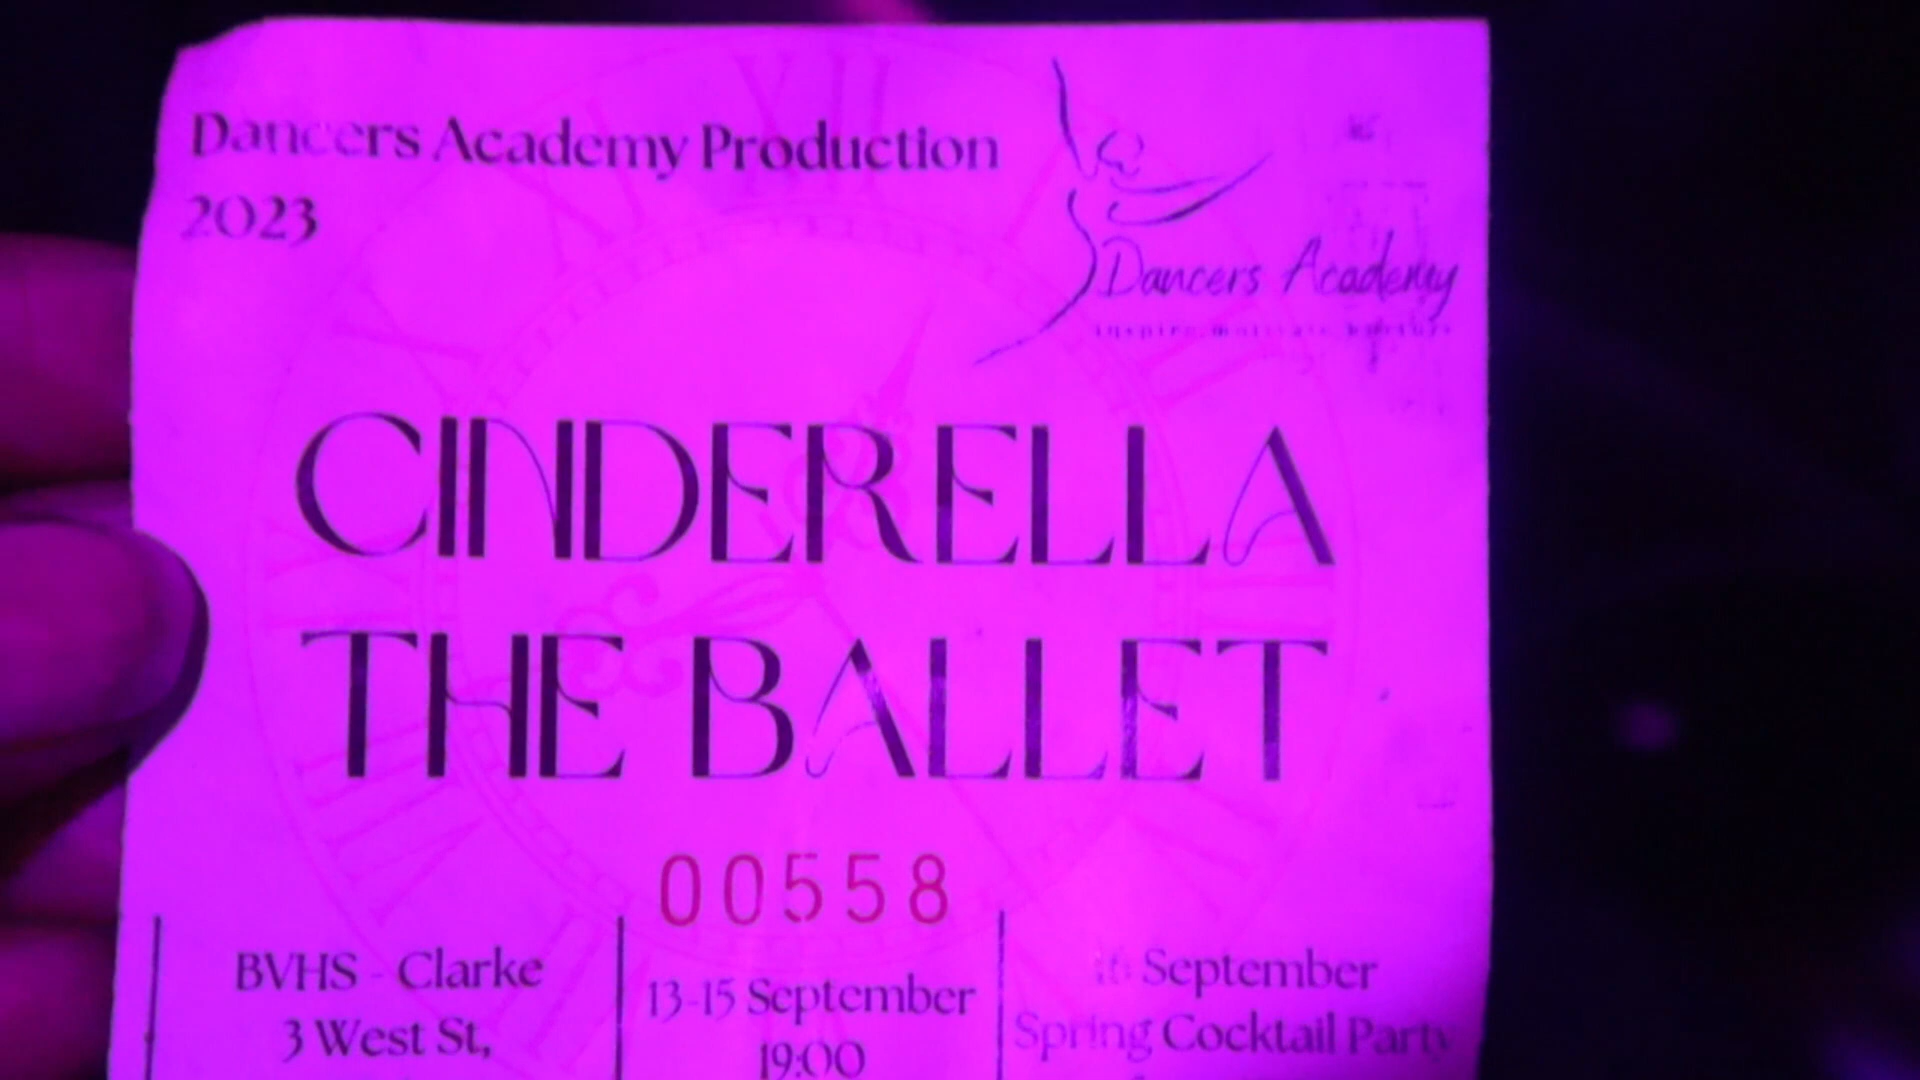 Dancers Academy Production
2023
Dancers Academy
CINDERELLA
THE BALLET
00558
BVHS - Clarke
3 West St,
13-15 September
19:00
16 September
Spring Cocktail Party